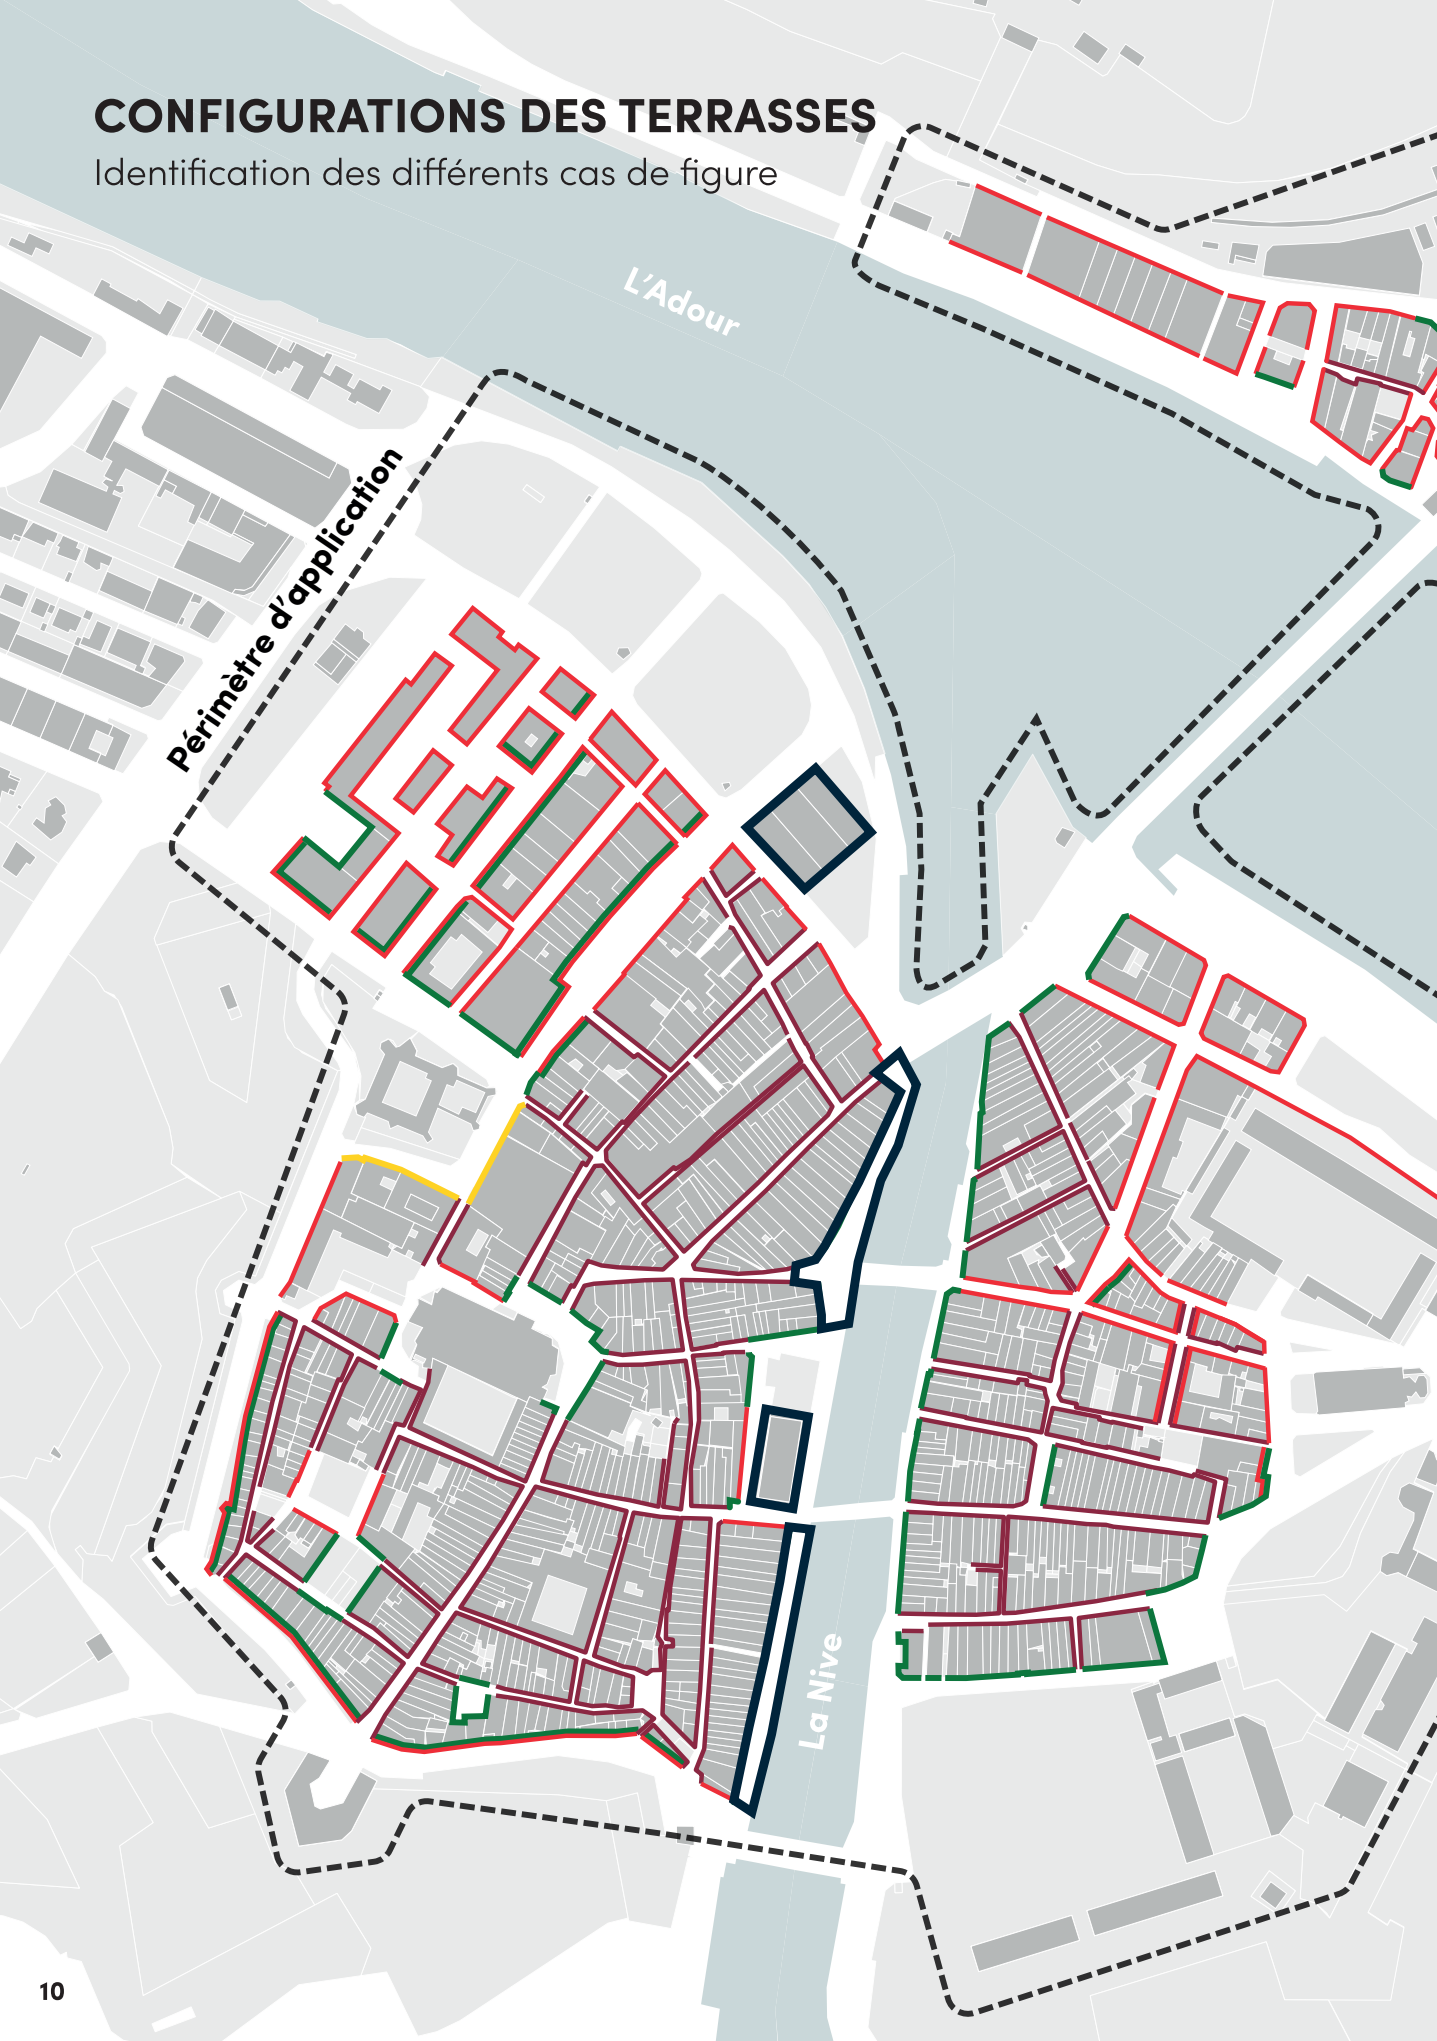 CONFIGURATIONS DES TERRASSES
Identification des différents cas de figure
L'Adour
Périmètre d'application
La Nive
10